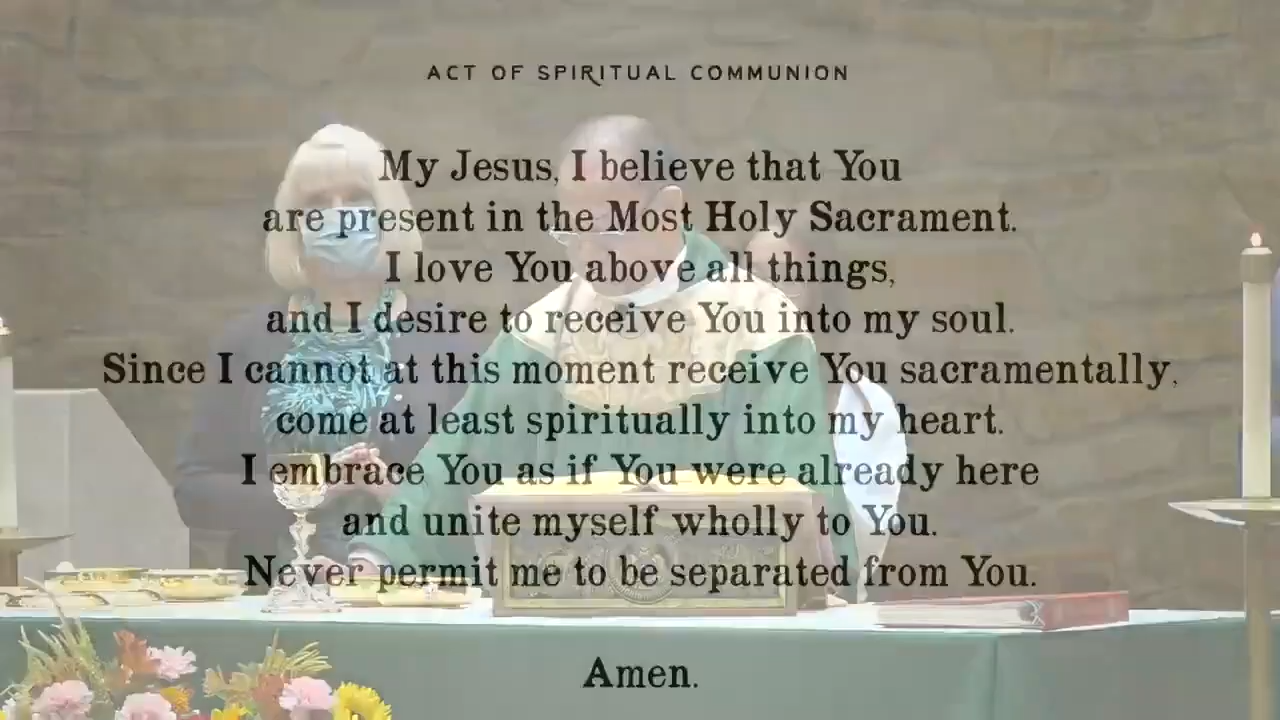 ACT OF SPIRITUAL COMMUNION
My Jesus, I believe that You
are present in the Most Holy Sacrament.
I love You above all things,
and I desire to receive You into my soul.
Since I cannot at this moment receive You sacramentally,
come at least spiritually into my heart.
I embrace You as if You were already here
and unite myself wholly to You.
Never permit me to be separated from You.
Amen.